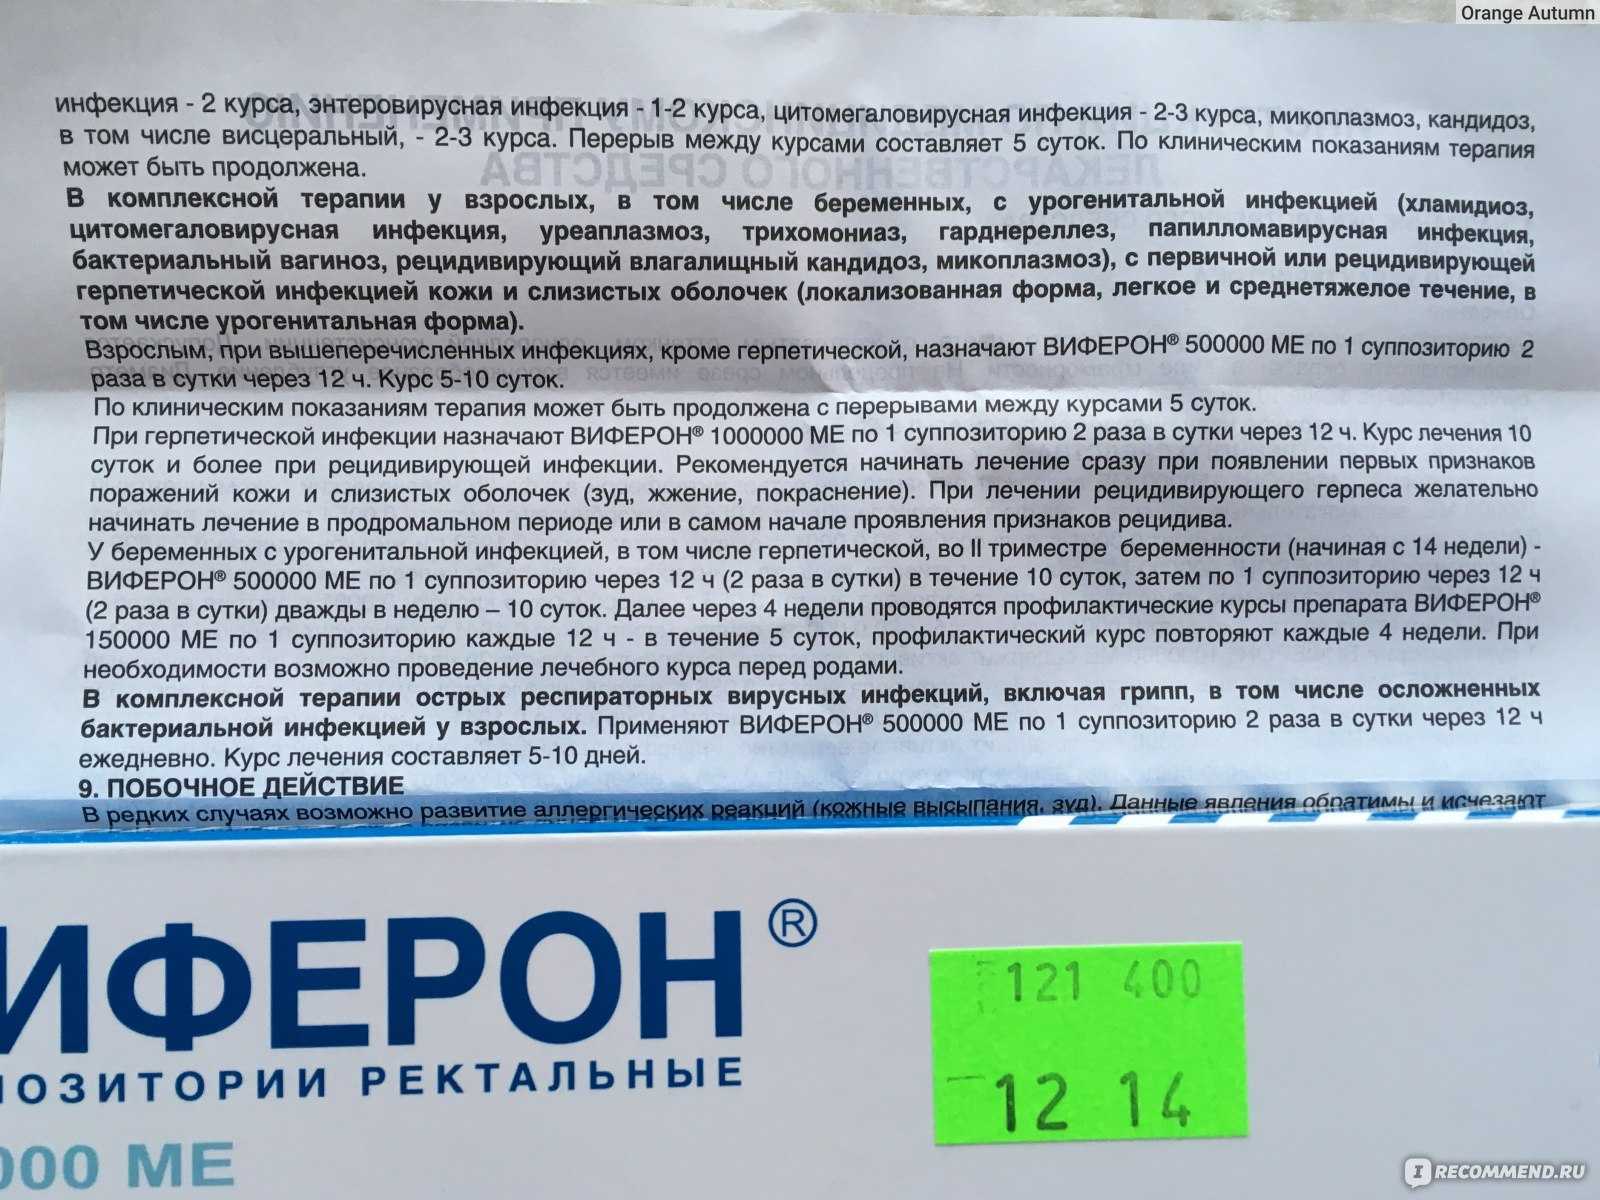 Orange Autumn
инфекция - 2 курса, энтеровирусная инфекция - 1-2 курса, цитомегаловирусная инфекция - 2-3 курса, микоплазмоз, кандидоз,
в том числе висцеральный, - 2-3 курса. Перерыв между курсами составляет 5 суток. По клиническим показаниям терапия
может быть продолжена.
В комплексной терапии у взрослых, в том числе беременных, с урогенитальной инфекцией (хламидиоз,
цитомегаловирусная инфекция, уреаплазмоз, трихомониаз, гарднереллез, папилломавирусная инфекция,
бактериальный вагиноз, рецидивирующий влагалищный кандидоз, микоплазмоз), с первичной или рецидивирующей
герпетической инфекцией кожи и слизистых оболочек (локализованная форма, легкое и среднетяжелое течение, в
том числе урогенитальная форма).
Взрослым, при вышеперечисленных инфекциях, кроме герпетической, назначают ВИФЕРОН® 500000 МЕ по 1 суппозиторию 2
раза в сутки через 12 ч. Курс 5-10 суток.
По клиническим показаниям терапия может быть продолжена с перерывами между курсами 5 суток.
При герпетической инфекции назначают ВИФЕРОН® 1000000 МЕ по 1 суппозиторию 2 раза в сутки через 12 ч. Курс лечения 10
суток и более при рецидивирующей инфекции. Рекомендуется начинать лечение сразу при появлении первых признаков
поражений кожи и слизистых оболочек (зуд, жжение, покраснение). При лечении рецидивирующего герпеса желательно
начинать лечение в продромальном периоде или в самом начале проявления признаков рецидива.
У беременных с урогенитальной инфекцией, в том числе герпетической, во II триместре беременности (начиная с 14 недели) -
ВИФЕРОН® 500000 МЕ по 1 суппозиторию через 12 ч (2 раза в сутки) в течение 10 суток, затем по 1 суппозиторию через 12 ч
(2 раза в сутки) дважды в неделю – 10 суток. Далее через 4 недели проводятся профилактические курсы препарата ВИФЕРОН®
150000 МЕ по 1 суппозиторию каждые 12 ч - в течение 5 суток, профилактический курс повторяют каждые 4 недели. При
необходимости возможно проведение лечебного курса перед родами.
В комплексной терапии острых респираторных вирусных инфекций, включая грипп, в том числе осложненных
бактериальной инфекцией у взрослых. Применяют ВИФЕРОН® 500000 МЕ по 1 суппозиторию 2 раза в сутки через 12 ч
ежедневно. Курс лечения составляет 5-10 дней.
9. ПОБОЧНОЕ ДЕЙСТВИЕ
В редких случаях возможно развитие аллергических реакций (кожные высыпания, зуд). Данные явления обратимы и исчезают
ИФЕРОН®
ПОЗИТОРИИ РЕКТАЛЬНЫЕ
000 МЕ
121 400
12 14
IRECOMMEND.RU